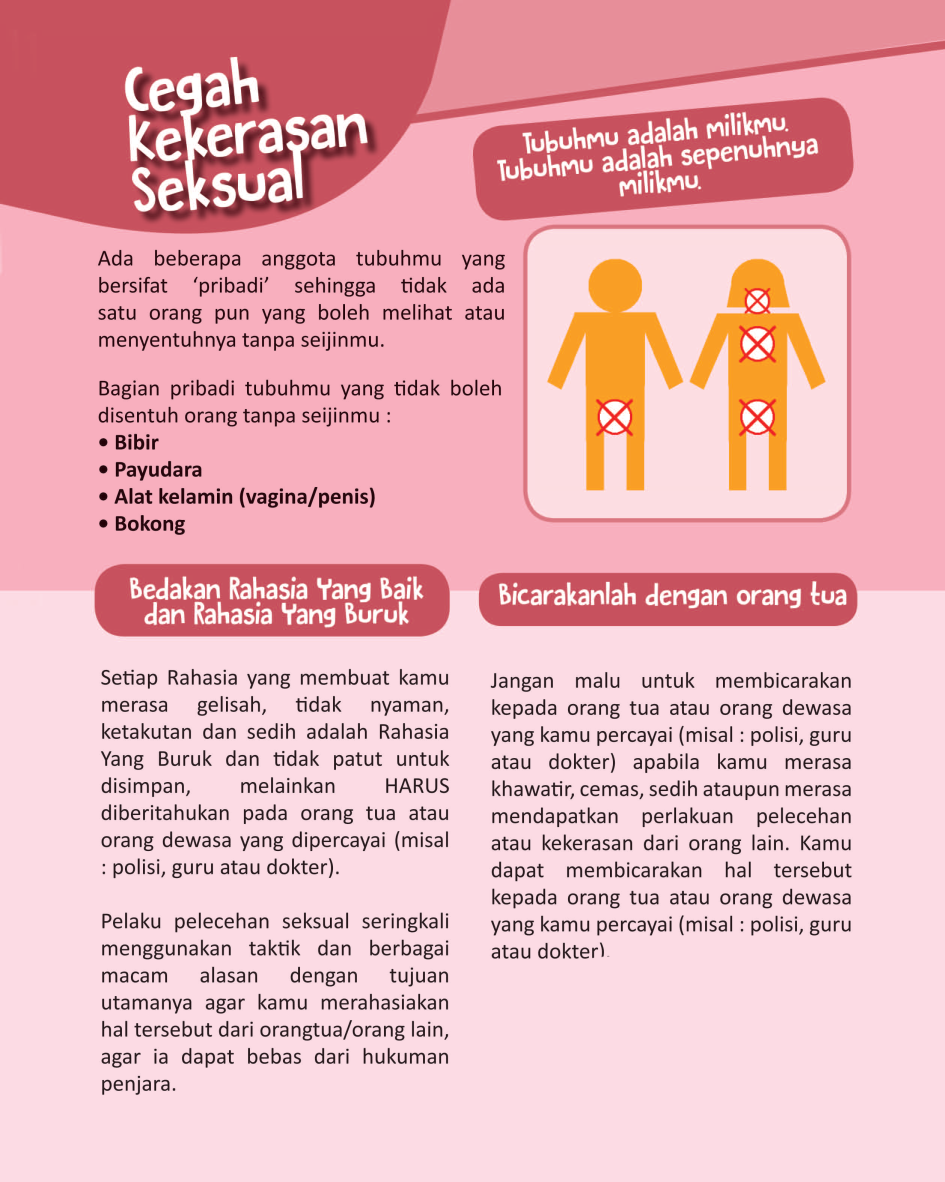 Cegah
Kekerasan
Seksual
Tubuhmu adalah milikmu.
Tubuhmu adalah sepenuhnya
milikmu.
Ada beberapa anggota tubuhmu yang
bersifat ‘pribadi’ sehingga tidak ada
satu orang pun yang boleh melihat atau
menyentuhnya tanpa seijinmu.
Bagian pribadi tubuhmu yang tidak boleh
disentuh orang tanpa seijinmu :
• Bibir
• Payudara
• Alat kelamin (vagina/penis)
• Bokong
Bedakan Rahasia Yang Baik
dan Rahasia Yang Buruk
Setiap Rahasia yang membuat kamu
merasa gelisah, tidak nyaman,
ketakutan dan sedih adalah Rahasia
Yang Buruk dan tidak patut untuk
disimpan, melainkan HARUS
diberitahukan pada orang tua atau
orang dewasa yang dipercayai (misal
: polisi, guru atau dokter).
Pelaku pelecehan seksual seringkali
menggunakan taktik dan berbagai
macam alasan dengan tujuan
utamanya agar kamu merahasiakan
hal tersebut dari orangtua/orang lain,
agar ia dapat bebas dari hukuman
penjara.
Bicarakanlah dengan orang tua
Jangan malu untuk membicarakan
kepada orang tua atau orang dewasa
yang kamu percayai (misal : polisi, guru
atau dokter) apabila kamu merasa
khawatir, cemas, sedih ataupun merasa
mendapatkan perlakuan pelecehan
atau kekerasan dari orang lain. Kamu
dapat membicarakan hal tersebut
kepada orang tua atau orang dewasa
yang kamu percayai (misal : polisi, guru
atau dokter).